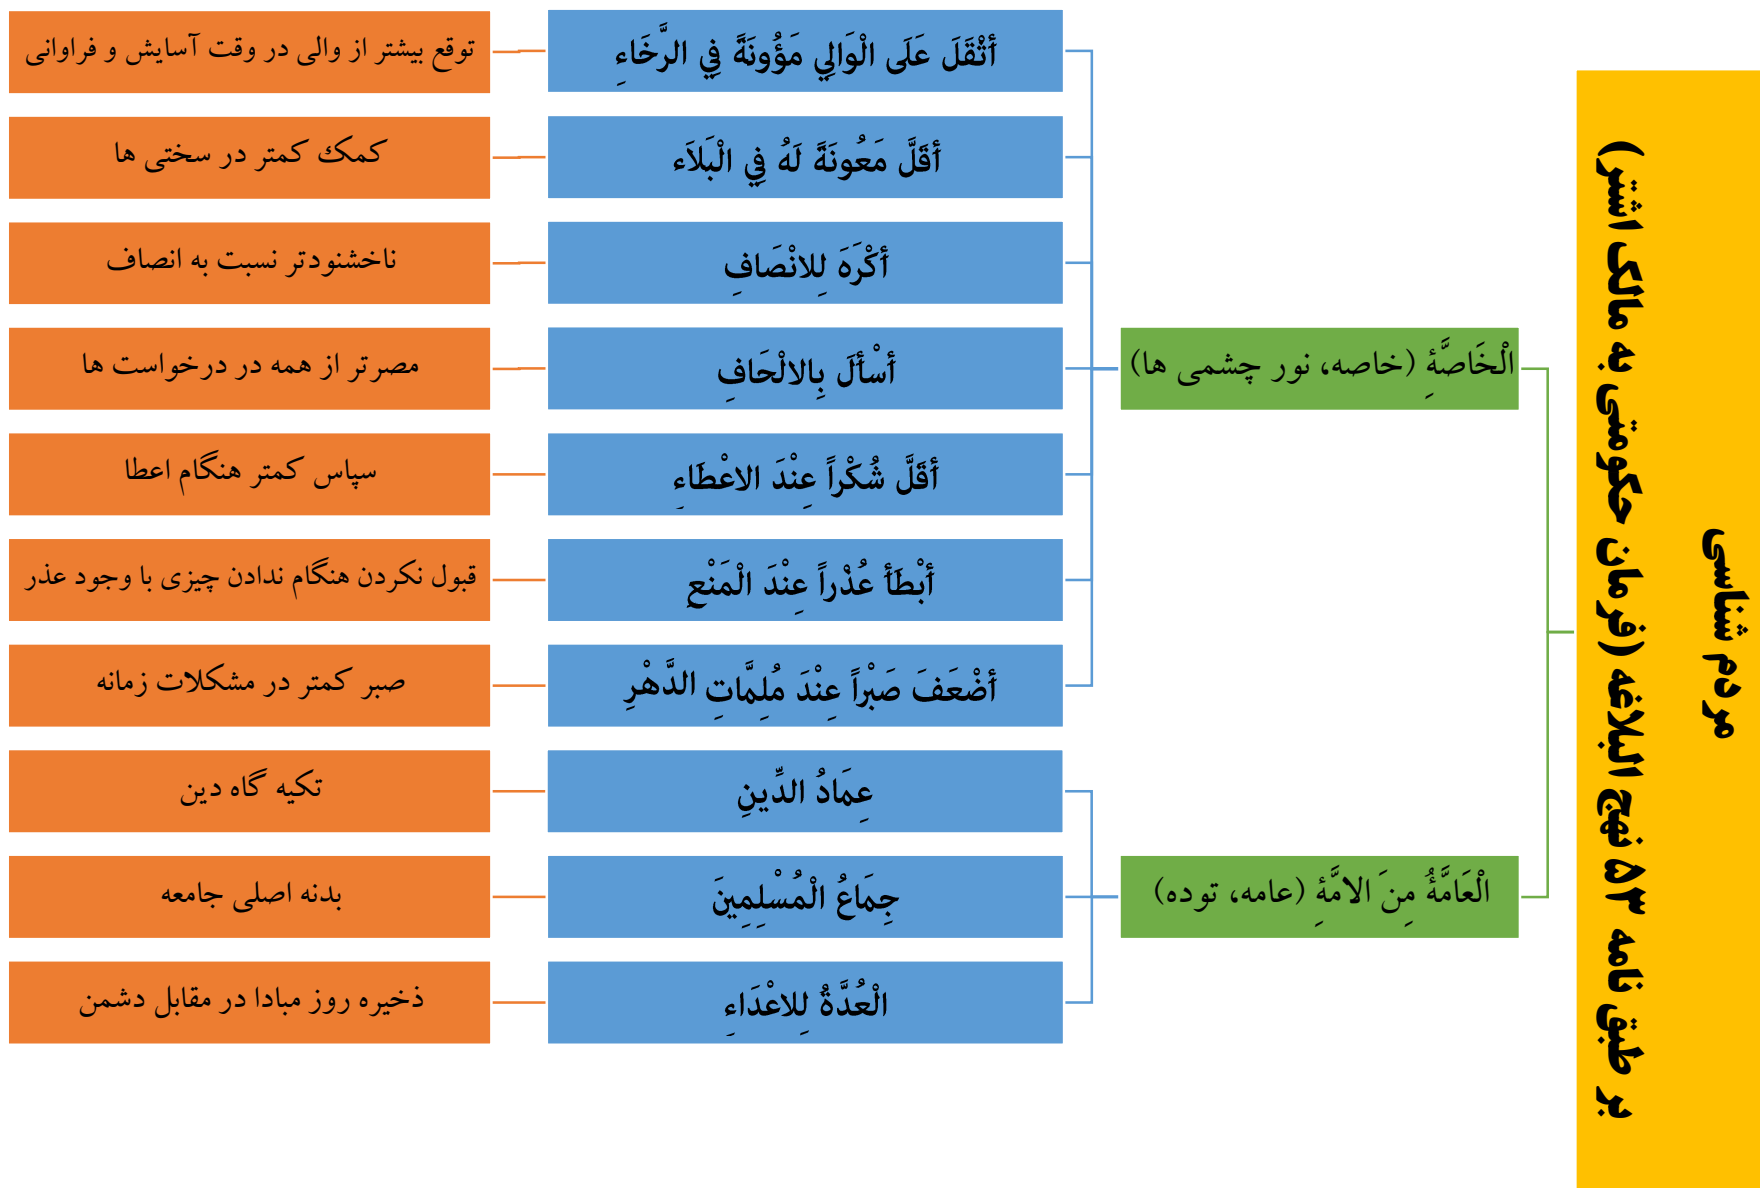 مردم شناسی
بر طبق نامه ۵۳ نهج البلاغه (فرمان حکومتی به مالک اشتر)
الْخَاصَّةِ (خاصه، نور چشمی ها)
أَثْقَلَ عَلَى الْوَالِي مَؤُونَةً فِي الرَّخَاءِ
توقع بیشتر از والی در وقت آسایش و فراوانی
أَقَلَّ مَعُونَةً لَهُ فِي الْبَلاَء
کمک کمتر در سختی ها
أَكْرَهَ لِلانْصَافِ
ناخشنودتر نسبت به انصاف
أَسْأَلَ بِالالْحَافِ
مصرتر از همه در درخواست ها
أَقَلَّ شُكْراً عِنْدَ الاعْطَاءِ
سپاس کمتر هنگام اعطا
أَبْطَأَ عُذْراً عِنْدَ الْمَنْعِ
قبول نکردن هنگام ندادن چیزی با وجود عذر
أَضْعَفَ صَبْراً عِنْدَ مُلِمَّاتِ الدَّهْرِ
صبر کمتر در مشکلات زمانه
الْعَامَّةُ مِنَ الامَّةِ (عامه، توده)
عِمَادُ الدِّينِ
تکیه گاه دین
جِمَاعُ الْمُسْلِمِينَ
بدنه اصلی جامعه
الْعُدَّةُ لِلاعْدَاءِ
ذخیره روز مبادا در مقابل دشمن